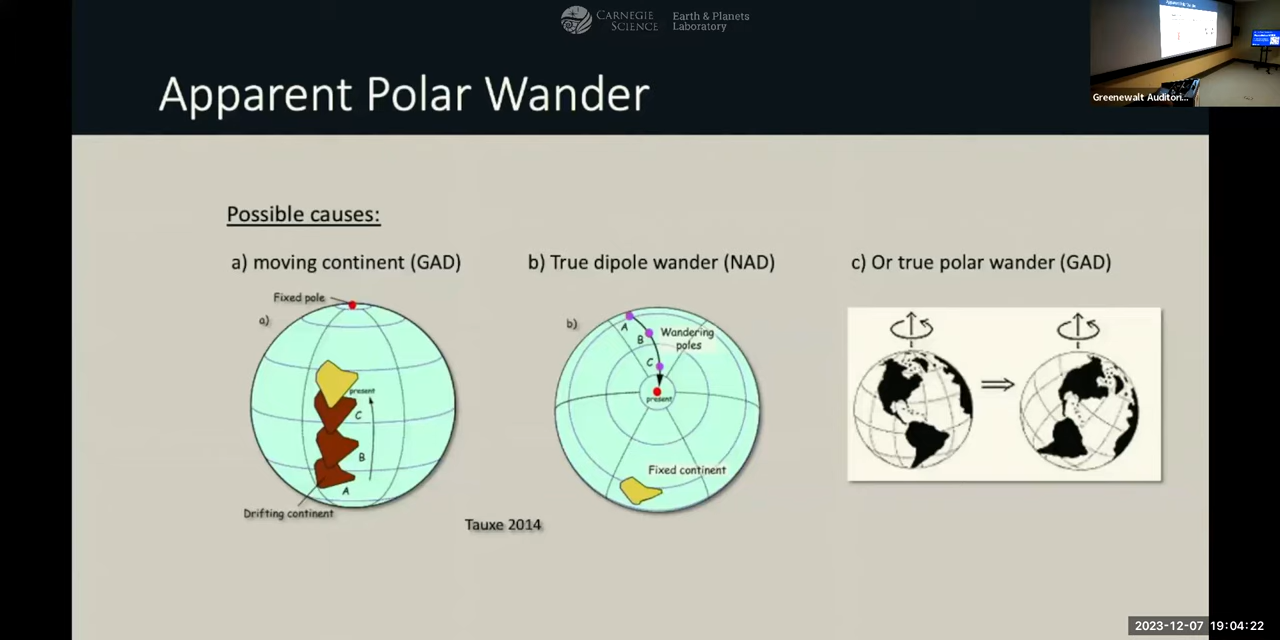 CARNEGIE SCIENCE
Earth & Planets Laboratory
Greenewalt Auditori...
Apparent Polar Wander
Possible causes:
a) moving continent (GAD)
b) True dipole wander (NAD)
c) Or true polar wander (GAD)
Fixed pole
a)
present
C
B
A
Drifting continent
b)
A
B
C
Wandering
poles
present
Fixed continent
Tauxe 2014
2023-12-07 19:04:22